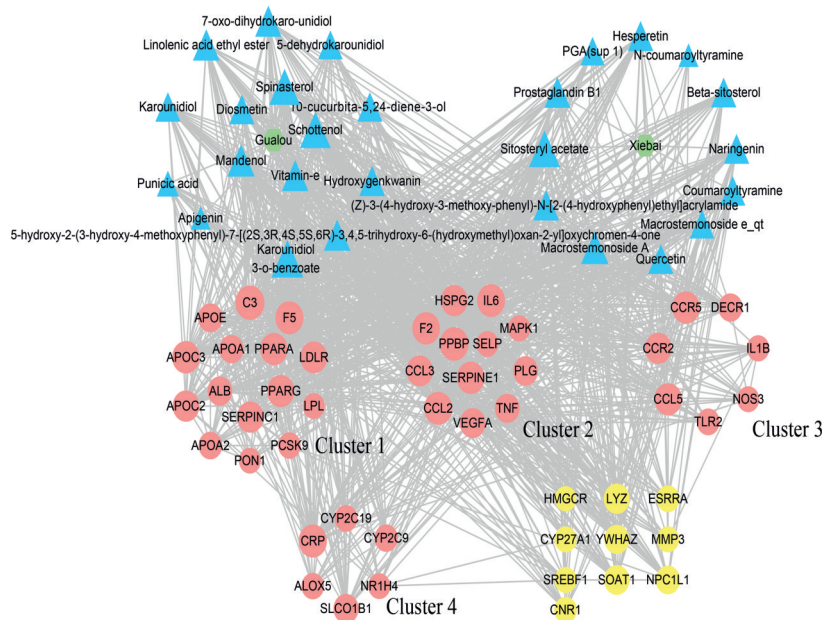 7-oxo-dihydrokaro-unidiol
Linolenic acid ethyl ester
5-dehydrokarounidiol
Spinasterol
Karounidiol
Diosmetin
10-cucurbita-5,24-diene-3-ol
Schottenol
Gualou
Mandenol
Vitamin-e
Hydroxygenkwanin
Punicic acid
Apigenin
Hesperetin
PGA(sup 1)
N-coumaroyltyramine
Prostaglandin B1
Beta-sitosterol
Sitosteryl acetate
Xiebai
Naringenin
Coumaroyltyramine
(Z)-3-(4-hydroxy-3-methoxy-phenyl)-N-[2-(4-hydroxyphenyl)ethyl]acrylamide
Macrostemonoside e_qt
5-hydroxy-2-(3-hydroxy-4-methoxyphenyl)-7-[(2S,3R,4S,5S,6R)-3,4,5-trihydroxy-6-(hydroxymethyl)oxan-2-yl]oxychromen-4-one
Karounidiol
3-o-benzoate
Macrostemonoside A
Quercetin
C3
APOE
F5
APOC3
APOA1
PPARA
LDLR
ALB
PPARG
APOC2
SERPINC1
LPL
APOA2
PCSK9
PON1
Cluster 1
HSPG2
IL6
F2
MAPK1
PPBP
SELP
CCL3
SERPINE1
PLG
CCL2
TNF
VEGFA
Cluster 2
CCR5
DECR1
CCR2
IL1B
CCL5
NOS3
TLR2
Cluster 3
CYP2C19
CRP
CYP2C9
ALOX5
NR1H4
SLCO1B1
Cluster 4
HMGCR
LYZ
ESRRA
CYP27A1
YWHAZ
MMP3
SREBF1
SOAT1
NPC1L1
CNR1